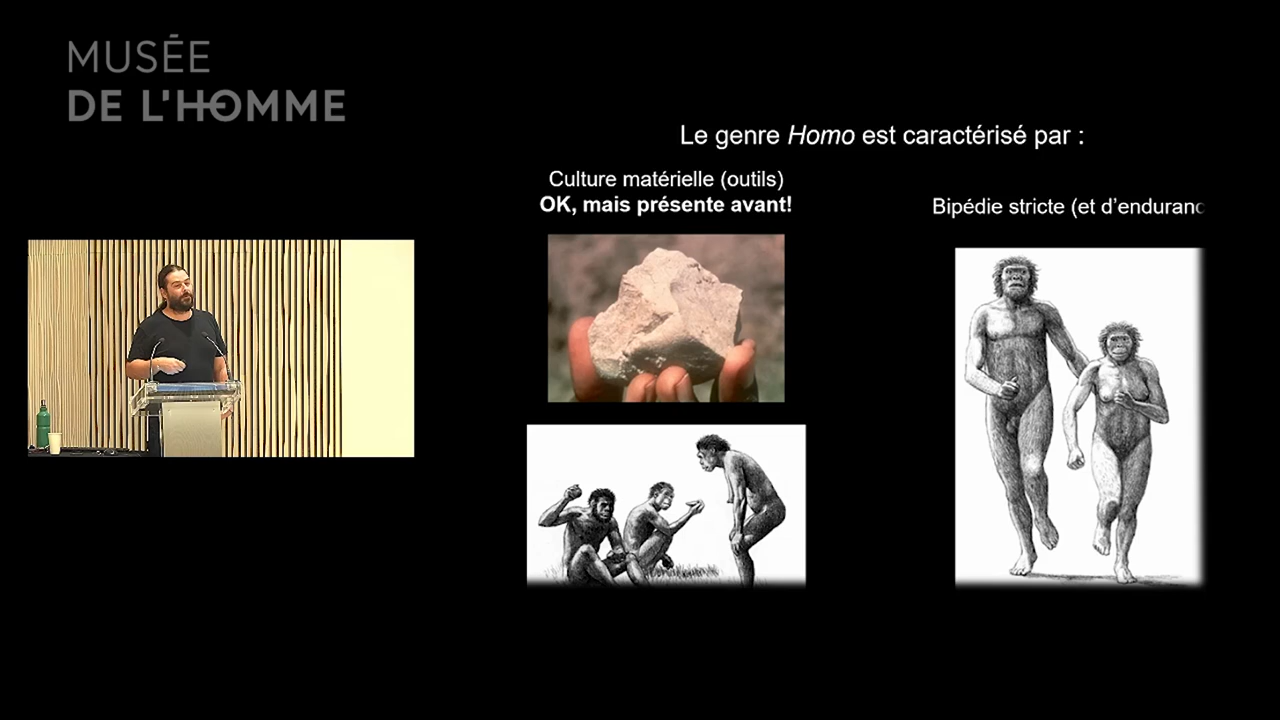 MUSÉE
DE L'HOMME
Le genre Homo est caractérisé par :
Culture matérielle (outils)
OK, mais présente avant!
Bipédie stricte (et d'enduranc